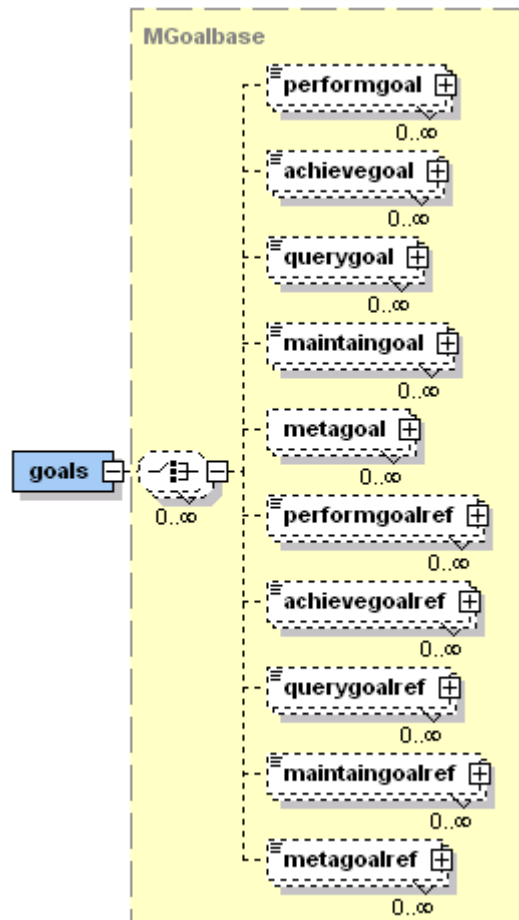 MGoalbase
performgoal
0..∞
achievegoal
0..∞
querygoal
0..∞
maintaingoal
0..∞
metagoal
0..∞
goals
0..∞
performgoalref
0..∞
achievegoalref
0..∞
querygoalref
0..∞
maintaingoalref
0..∞
metagoalref
0..∞